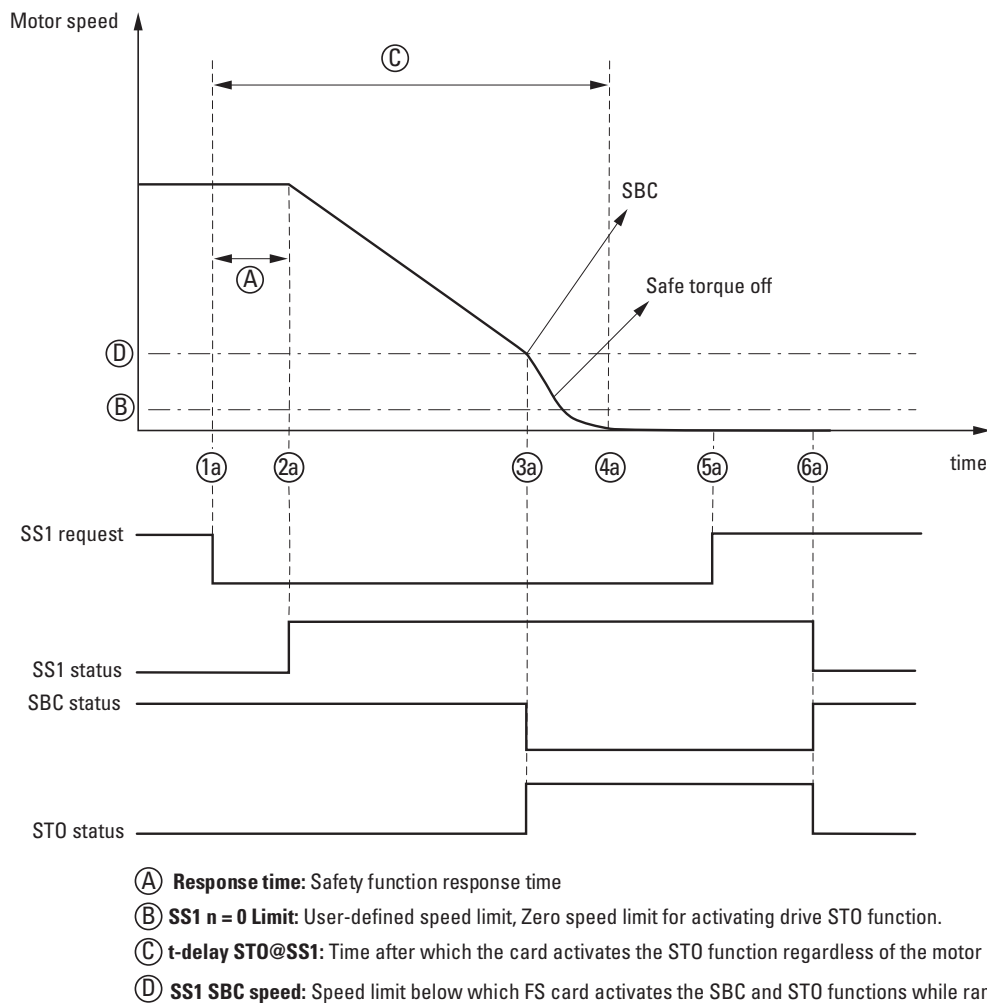 Motor speed
Ⓒ
SBC
Ⓐ
Safe torque off
Ⓓ
Ⓑ
1a 2a 3a 4a 5a 6a time
SS1 request
SS1 status
SBC status
STO status
Ⓐ Response time: Safety function response time
Ⓑ SS1 n = 0 Limit: User-defined speed limit, Zero speed limit for activating drive STO function.
Ⓒ t-delay STO@SS1: Time after which the card activates the STO function regardless of the motor
Ⓓ SS1 SBC speed: Speed limit below which FS card activates the SBC and STO functions while